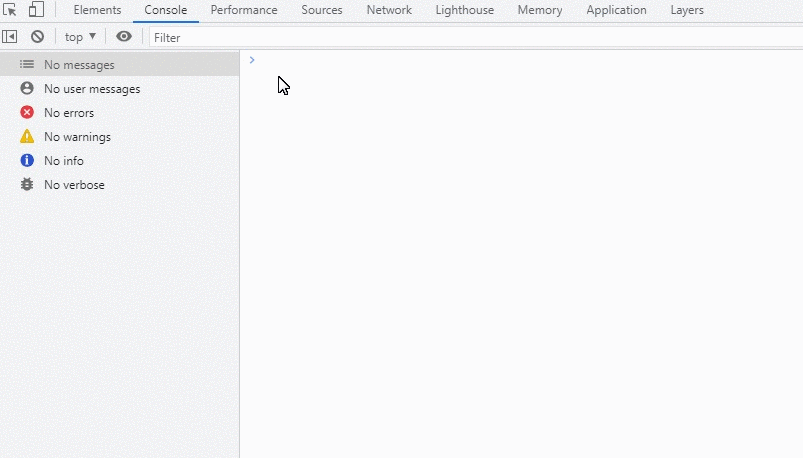 Elements Console Performance Sources Network Lighthouse Memory Application Layers
top Filter
No messages
No user messages
No errors
No warnings
No info
No verbose